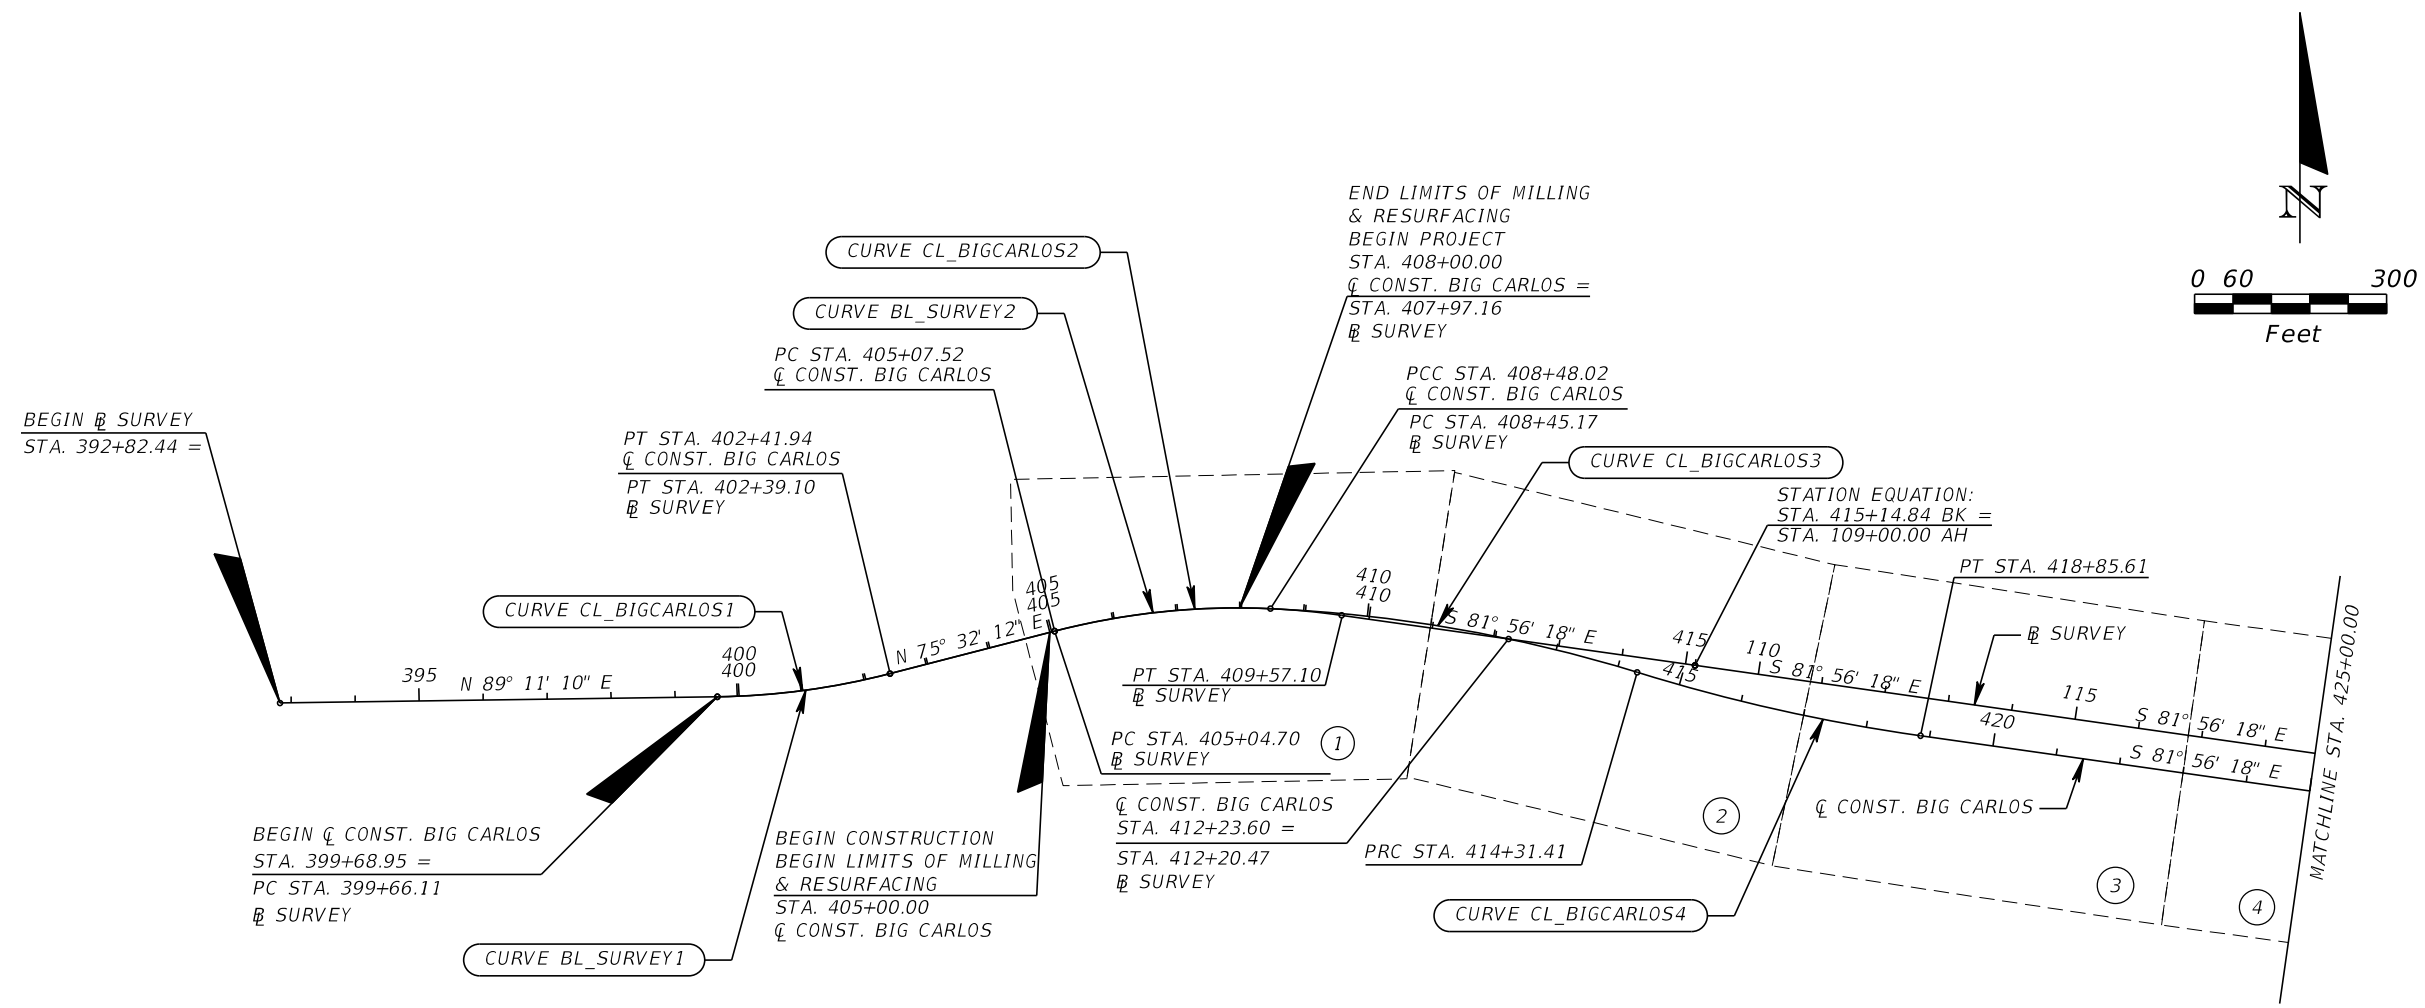 N
0 60 300
Feet
END LIMITS OF MILLING
& RESURFACING
BEGIN PROJECT
STA. 408+00.00
℄ CONST. BIG CARLOS =
STA. 407+97.16
BL SURVEY
CURVE CL_BIGCARLOS2
CURVE BL_SURVEY2
PC STA. 405+07.52
℄ CONST. BIG CARLOS
PCC STA. 408+48.02
℄ CONST. BIG CARLOS
PC STA. 408+45.17
BL SURVEY
BEGIN BL SURVEY
STA. 392+82.44 =
PT STA. 402+41.94
℄ CONST. BIG CARLOS
PT STA. 402+39.10
BL SURVEY
CURVE CL_BIGCARLOS3
STATION EQUATION:
STA. 415+14.84 BK =
STA. 109+00.00 AH
PT STA. 418+85.61
CURVE CL_BIGCARLOS1
395
N 89° 11' 10" E
400
400
N 75° 32' 12" E
405
405
410
410
S 81° 56' 18" E
415
415
110
S 81° 56' 18" E
BL SURVEY
115
420
S 81° 56' 18" E
S 81° 56' 18" E
MATCHLINE STA. 425+00.00
PT STA. 409+57.10
BL SURVEY
PC STA. 405+04.70
BL SURVEY
1
℄ CONST. BIG CARLOS
STA. 412+23.60 =
STA. 412+20.47
BL SURVEY
PRC STA. 414+31.41
2
℄ CONST. BIG CARLOS
3
4
BEGIN ℄ CONST. BIG CARLOS
STA. 399+68.95 =
PC STA. 399+66.11
BL SURVEY
BEGIN CONSTRUCTION
BEGIN LIMITS OF MILLING
& RESURFACING
STA. 405+00.00
℄ CONST. BIG CARLOS
CURVE CL_BIGCARLOS4
CURVE BL_SURVEY1